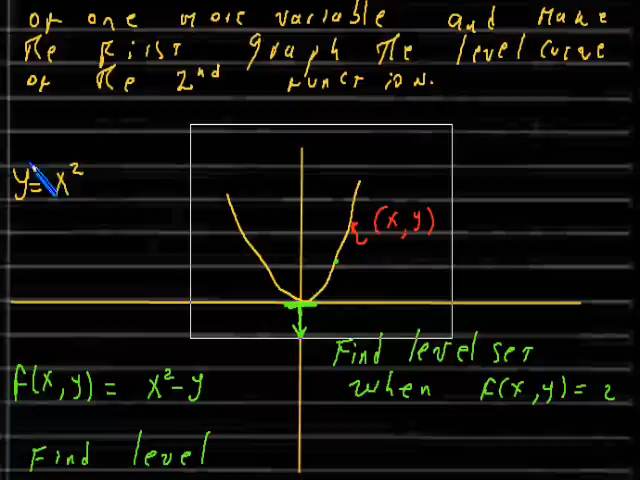 of one more variable and make
the first graph the level curve
of the 2nd function.
y = x²
(x, y)
Find level set
f(x, y) = x² - y
when f(x, y) = 2
Find level